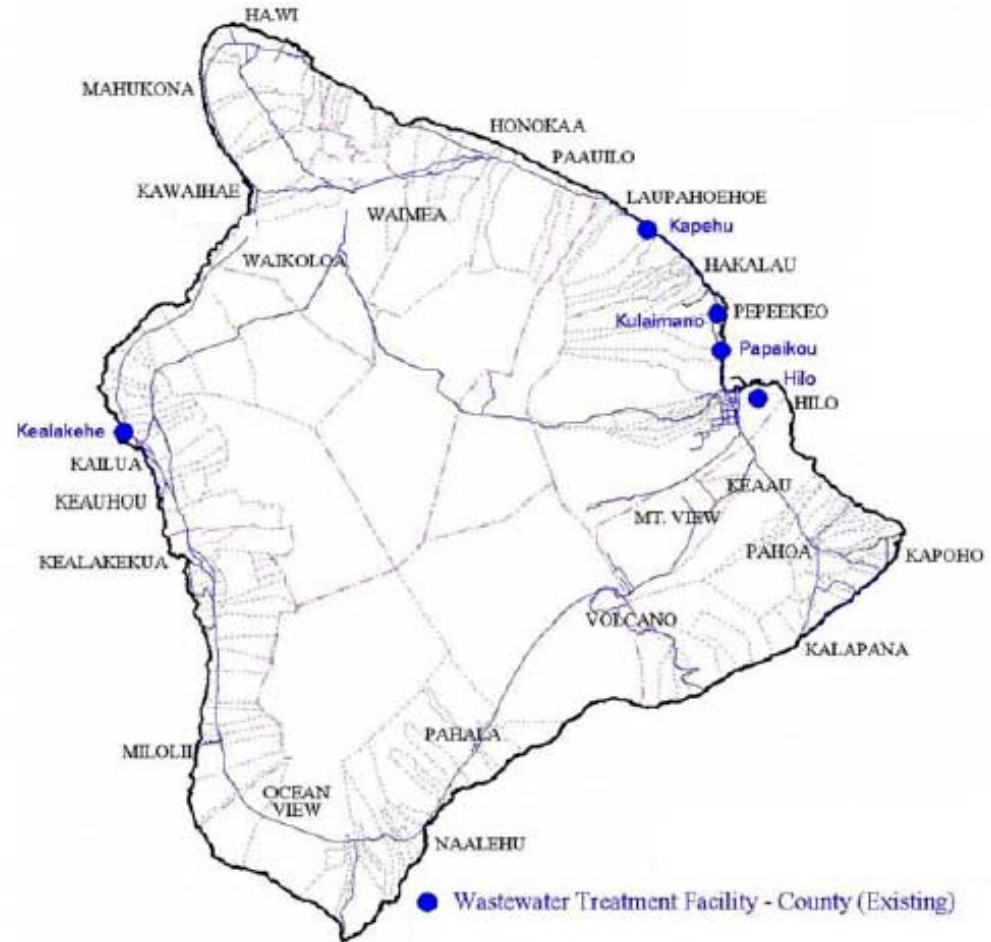 HAWI
MAHUKONA
HONOKAA
PAAUILO
KAWAIHAE
LAUPAHOEHOE
WAIMEA
Kapehu
WAIKOLOA
HAKALAU
Kulaimano
PEPEEKEO
Papaikou
Hilo
HILO
Kealakehe
KAILUA
KEAUHOU
KEAAU
MT. VIEW
KEALAKEKUA
PAHOA
KAPOHO
VOLCANO
KALAPANA
PAHALA
MILOLII
OCEAN
VIEW
NAALEHU
Wastewater Treatment Facility - County (Existing)